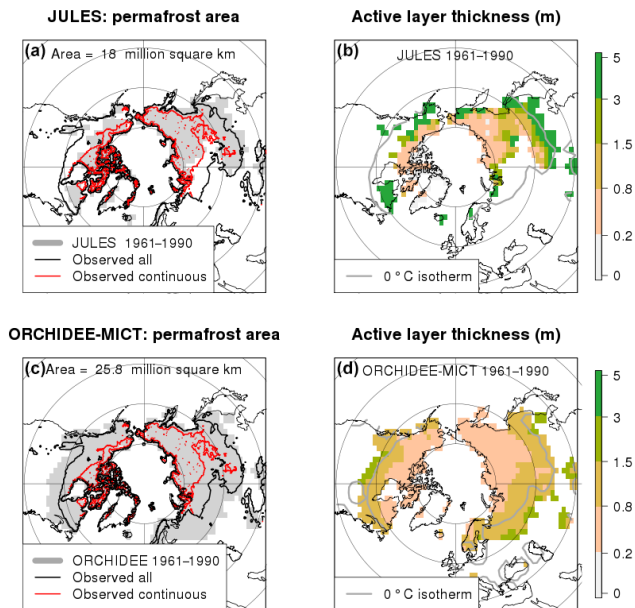 JULES: permafrost area
(a) Area = 18 million square km
JULES 1961–1990
Observed all
Observed continuous
Active layer thickness (m)
(b)
JULES 1961–1990
0 ° C isotherm
5
3
1.5
0.8
0.2
0
ORCHIDEE-MICT: permafrost area
(c) Area = 25.8 million square km
ORCHIDEE 1961–1990
Observed all
Observed continuous
Active layer thickness (m)
(d)
ORCHIDEE-MICT 1961–1990
0 ° C isotherm
5
3
1.5
0.8
0.2
0